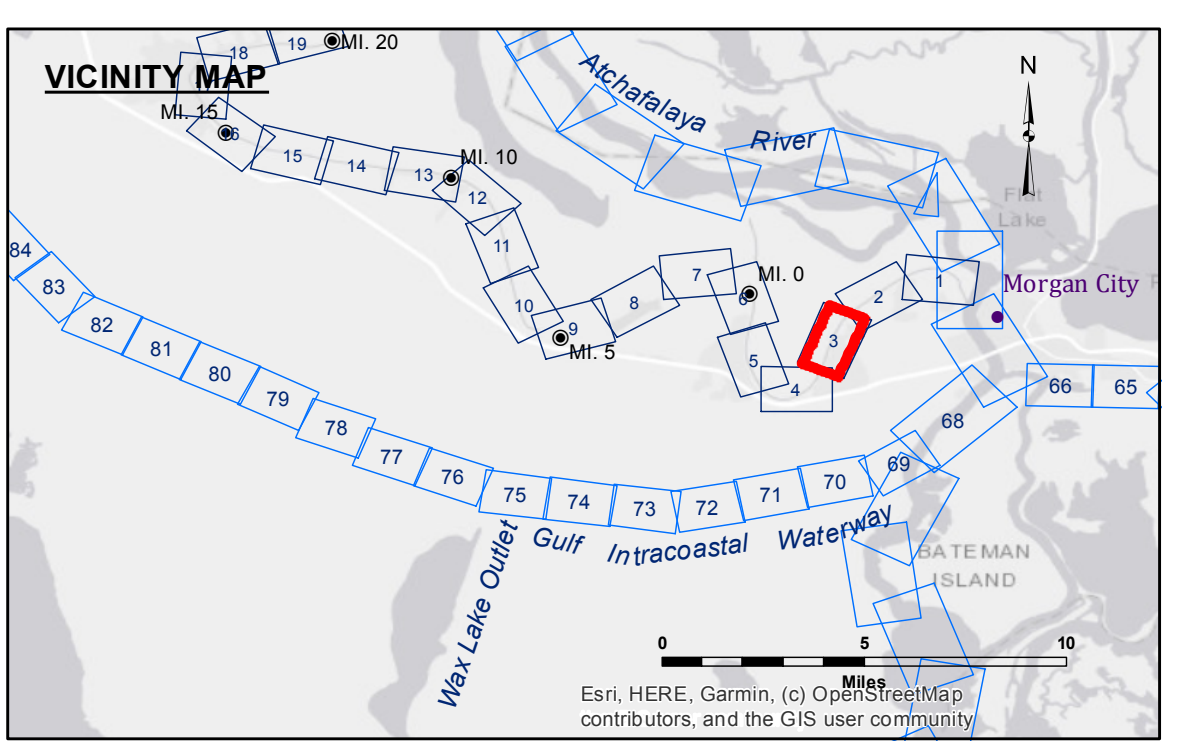 18
19
MI. 20
VICINITY MAP
MI. 15
16
15
14
13
MI. 10
12
11
10
9
MI. 5
8
7
6
MI. 0
5
4
3
2
1
Atchafalaya River
N
Flat
Lake
Morgan City
84
83
82
81
80
79
78
77
76
75
74
73
72
71
70
69
68
66
65
Gulf Intracoastal Waterway
Wax Lake Outlet
BATEMAN
ISLAND
0 5 10
Miles
Esri, HERE, Garmin, (c) OpenStreetMap
contributors, and the GIS user community